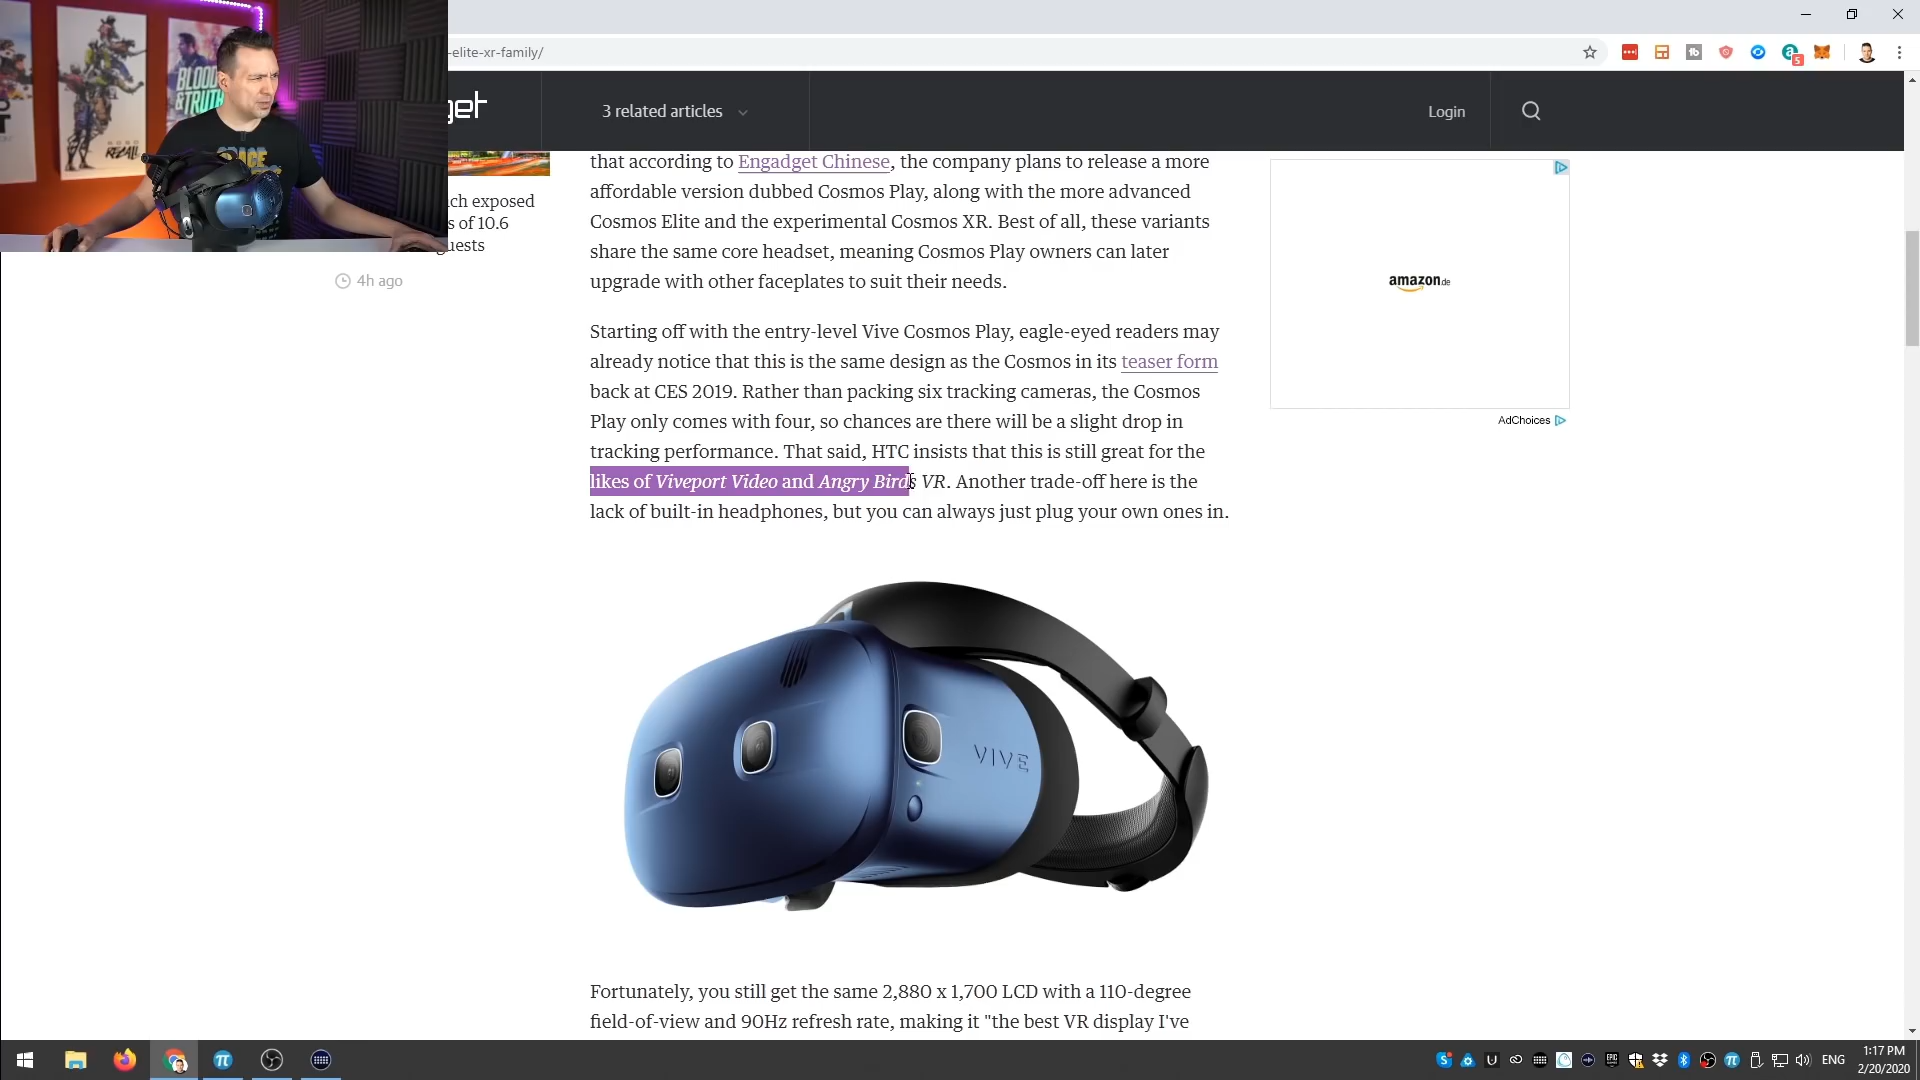 -elite-xr-family/
5
get
3 related articles
Login
BLOOD
& TRUTH
RECALL
SPACE
ch exposed
s of 10.6
uests
4h ago
that according to Engadget Chinese, the company plans to release a more
affordable version dubbed Cosmos Play, along with the more advanced
Cosmos Elite and the experimental Cosmos XR. Best of all, these variants
share the same core headset, meaning Cosmos Play owners can later
upgrade with other faceplates to suit their needs.
Starting off with the entry-level Vive Cosmos Play, eagle-eyed readers may
already notice that this is the same design as the Cosmos in its teaser form
back at CES 2019. Rather than packing six tracking cameras, the Cosmos
Play only comes with four, so chances are there will be a slight drop in
tracking performance. That said, HTC insists that this is still great for the
likes of Viveport Video and Angry Birds VR. Another trade-off here is the
lack of built-in headphones, but you can always just plug your own ones in.
amazon.de
AdChoices
VIVE
Fortunately, you still get the same 2,880 x 1,700 LCD with a 110-degree
field-of-view and 90Hz refresh rate, making it "the best VR display I've
ENG
1:17 PM
2/20/2020